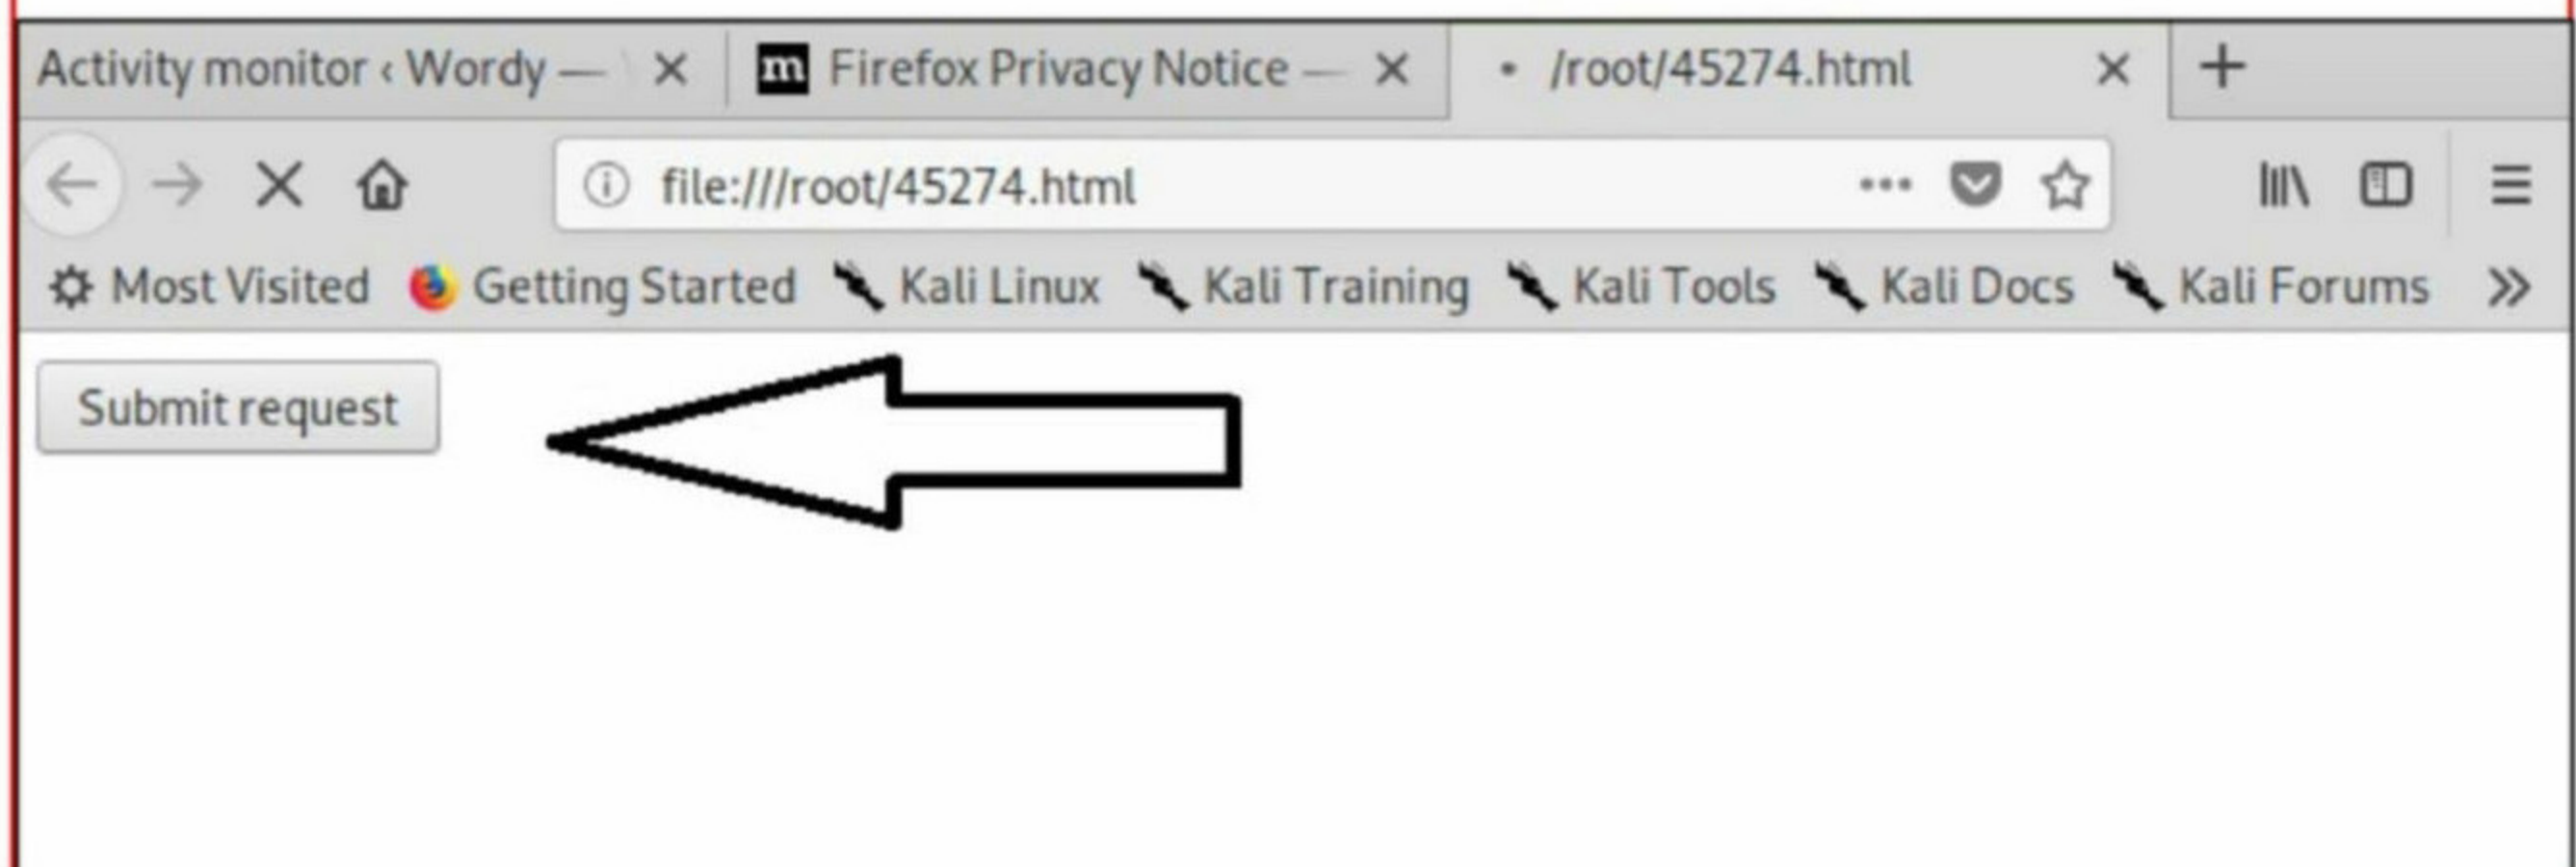 Activity monitor ‹ Wordy — Firefox Privacy Notice — /root/45274.html
file:///root/45274.html
Most Visited Getting Started Kali Linux Kali Training Kali Tools Kali Docs Kali Forums
Submit request